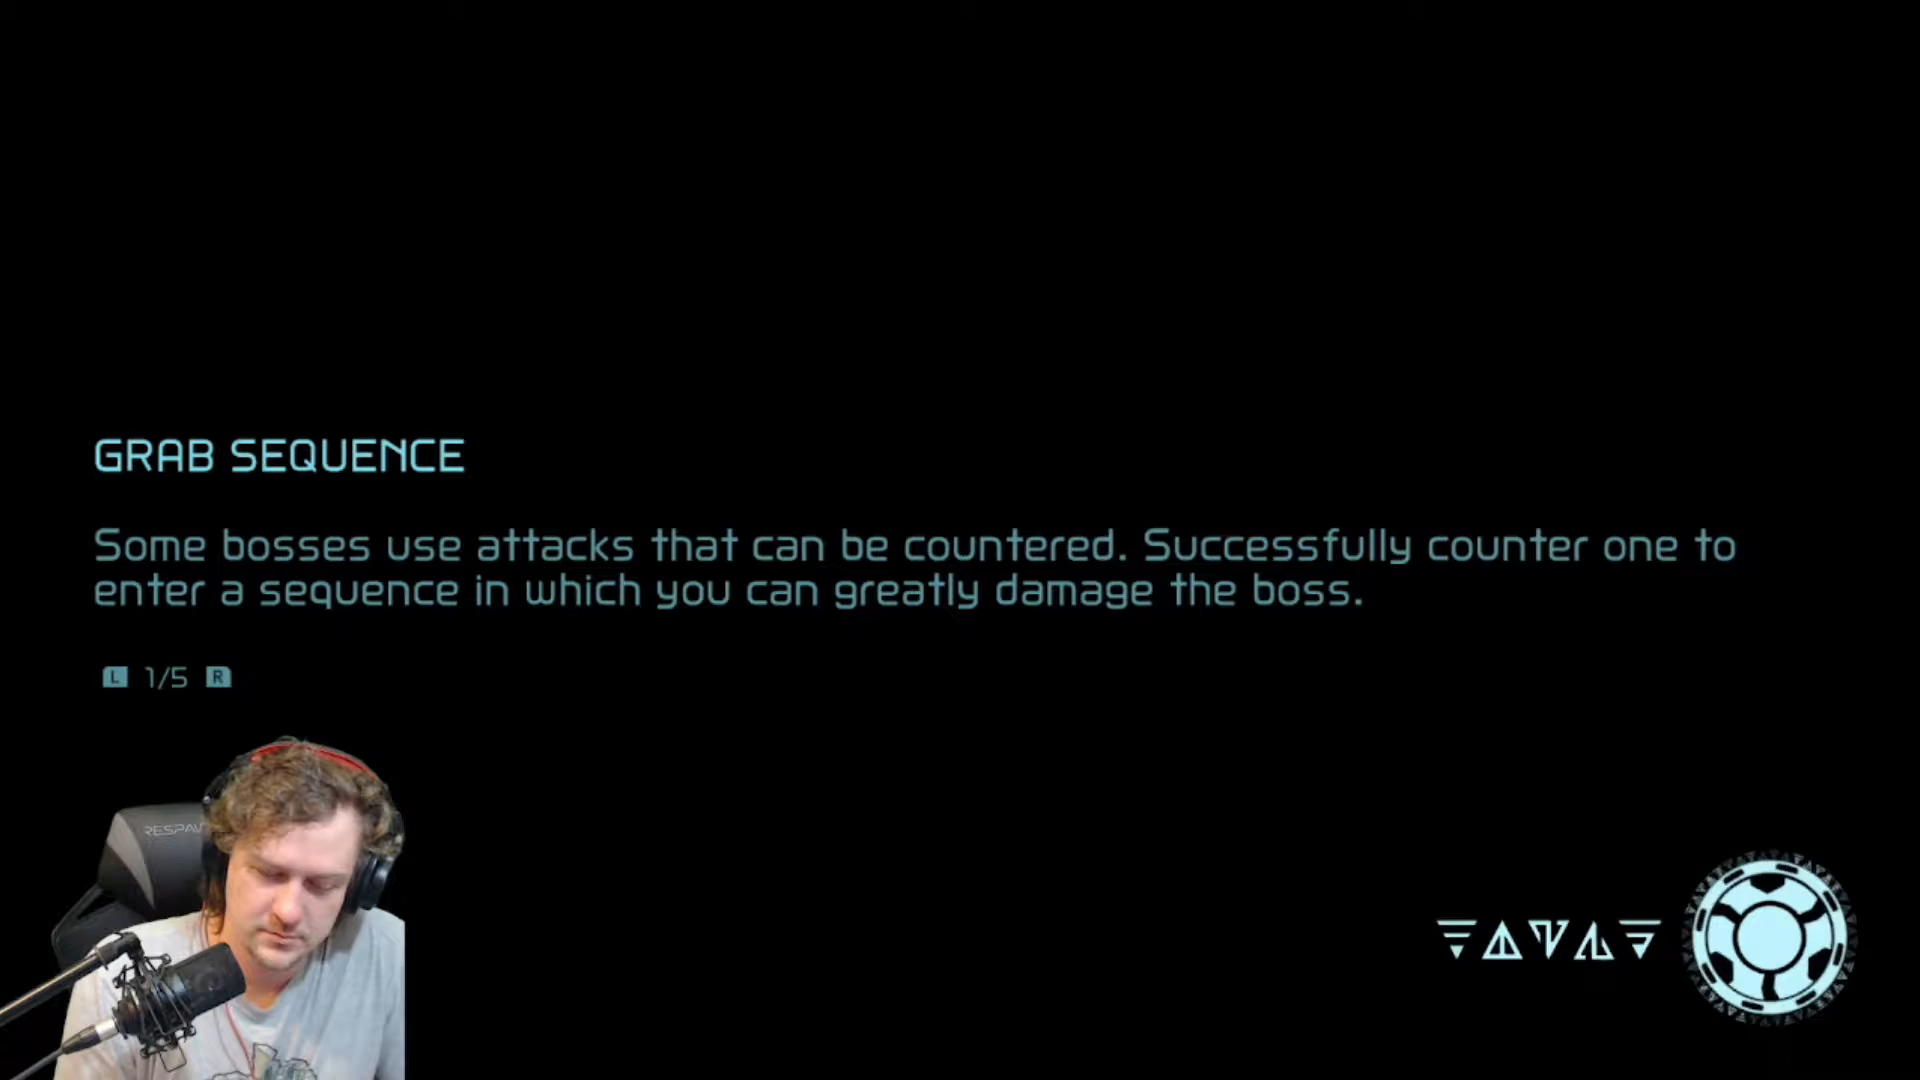 GRAB SEQUENCE
Some bosses use attacks that can be countered. Successfully counter one to
enter a sequence in which you can greatly damage the boss.
L 1/5 R